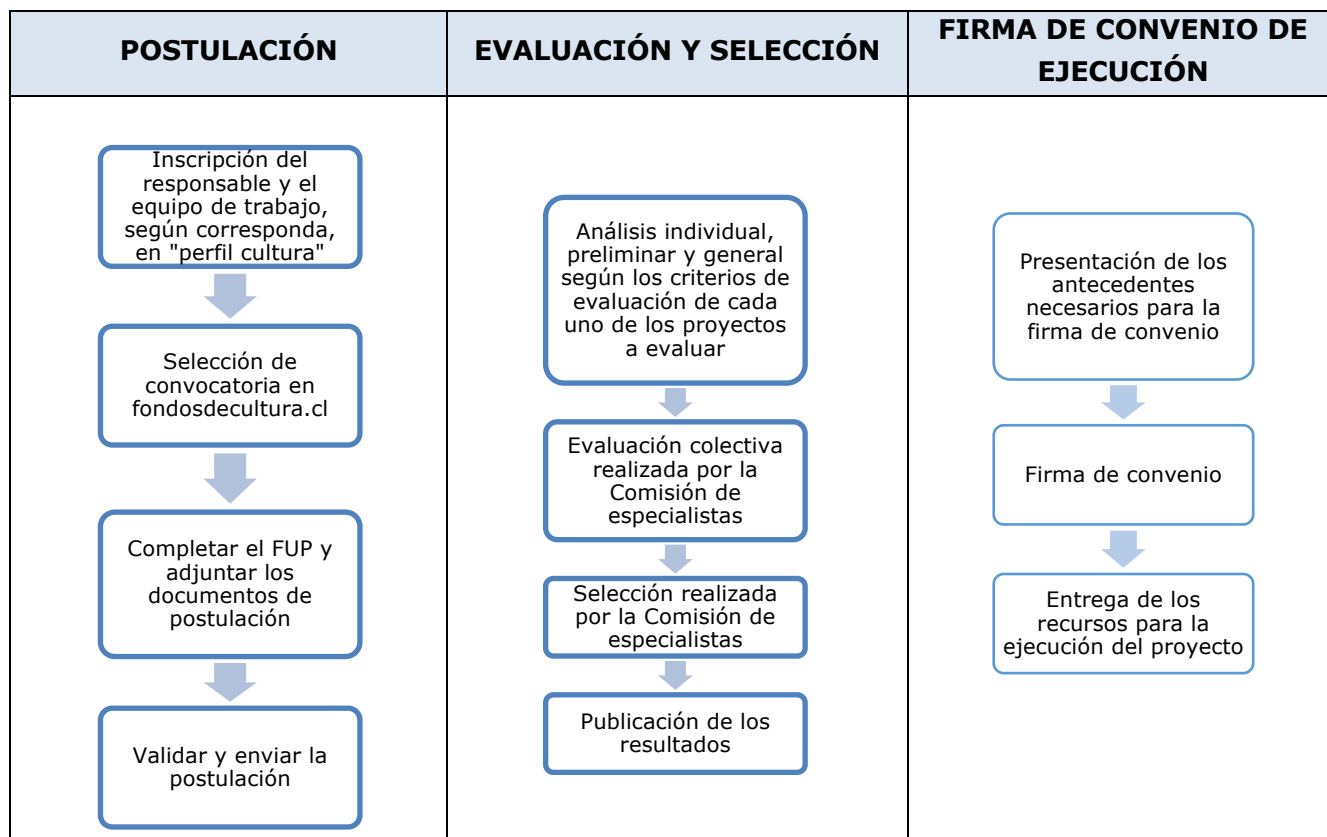 POSTULACIÓN
EVALUACIÓN Y SELECCIÓN
FIRMA DE CONVENIO DE
EJECUCIÓN
Inscripción del
responsable y el
equipo de trabajo,
según corresponda,
en "perfil cultura"
Selección de
convocatoria en
fondosdecultura.cl
Completar el FUP y
adjuntar los
documentos de
postulación
Validar y enviar la
postulación
Análisis individual,
preliminar y general
según los criterios de
evaluación de cada
uno de los proyectos
a evaluar
Evaluación colectiva
realizada por la
Comisión de
especialistas
Selección realizada
por la Comisión de
especialistas
Publicación de los
resultados
Presentación de los
antecedentes
necesarios para la
firma de convenio
Firma de convenio
Entrega de los
recursos para la
ejecución del proyecto